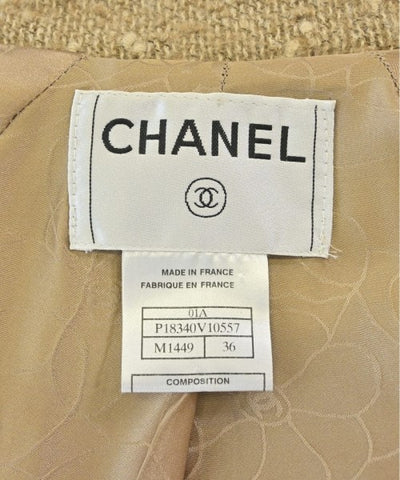 CHANEL
MADE IN FRANCE
FABRIQUE EN FRANCE
01A
P18340V10557
M1449 36
COMPOSITION